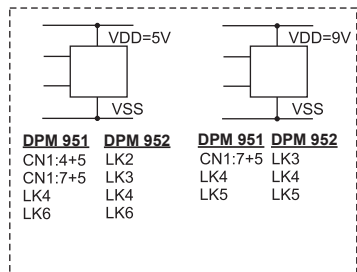 VDD=5V
VSS
DPM 951 DPM 952
CN1:4+5 LK2
CN1:7+5 LK3
LK4 LK4
LK6 LK6
VDD=9V
VSS
DPM 951 DPM 952
CN1:7+5 LK3
LK4 LK4
LK5 LK5